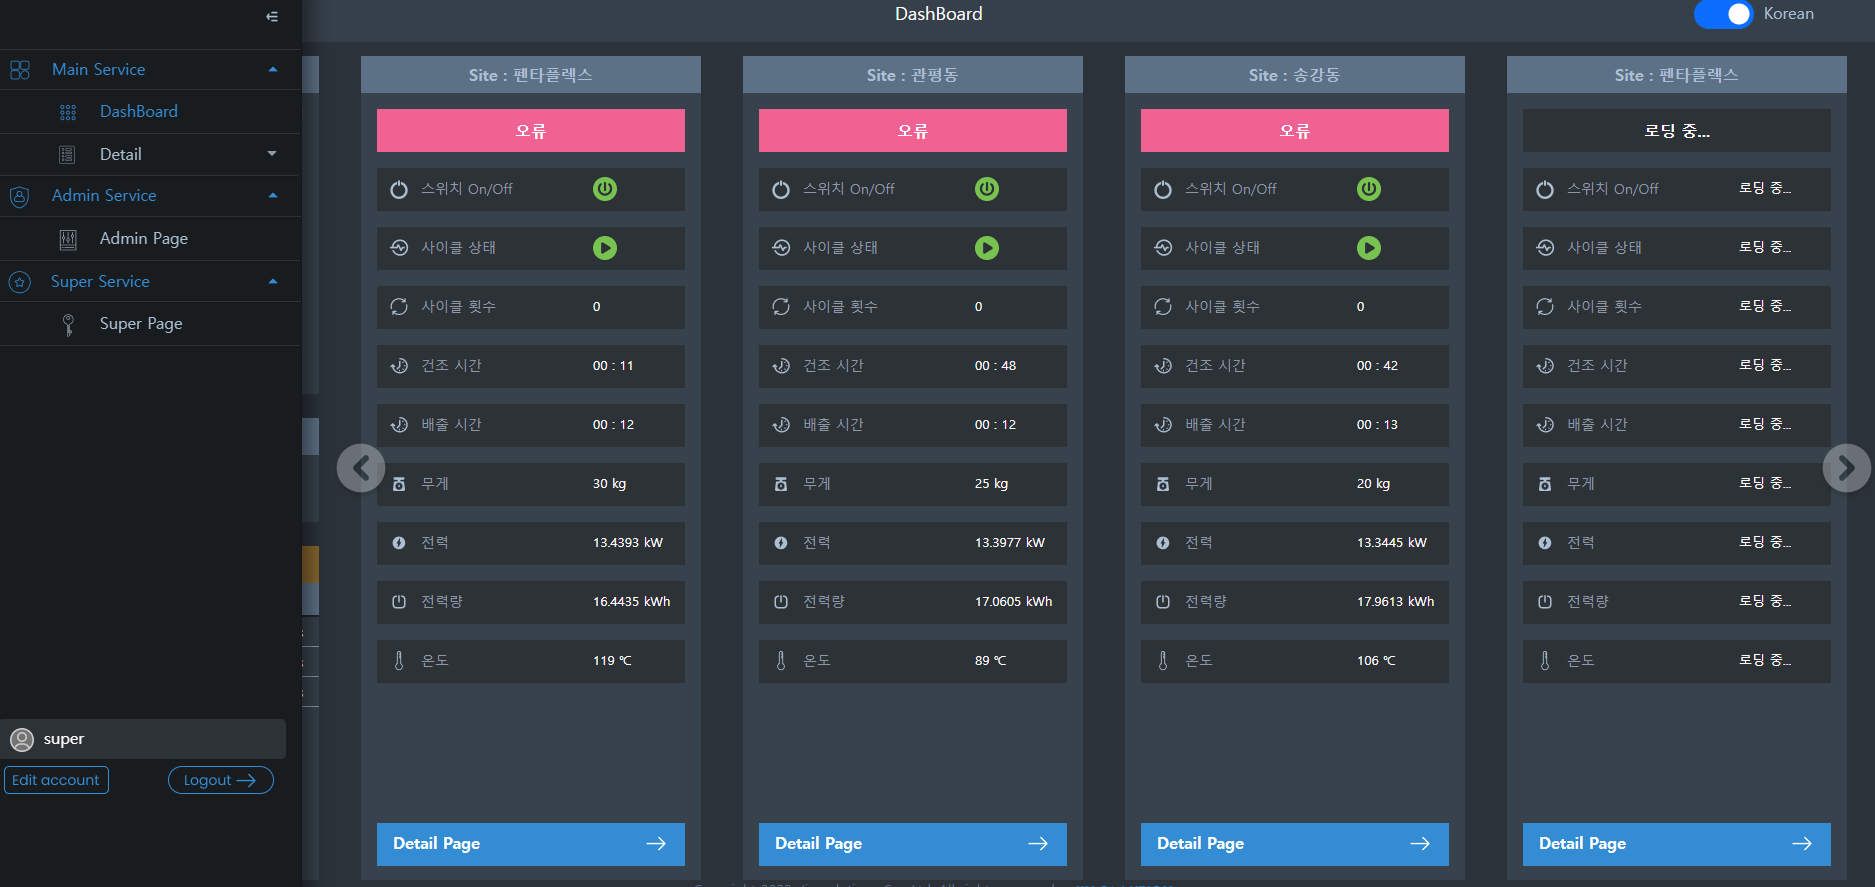 DashBoard
Korean
Main Service
DashBoard
Detail
Admin Service
Admin Page
Super Service
Super Page
super
Edit account
Logout
Site : 펜타플렉스
오류
스위치 On/Off
사이클 상태
사이클 횟수 0
건조 시간 00 : 11
배출 시간 00 : 12
무게 30 kg
전력 13.4393 kW
전력량 16.4435 kWh
온도 119 ℃
Detail Page
Site : 관평동
오류
스위치 On/Off
사이클 상태
사이클 횟수 0
건조 시간 00 : 48
배출 시간 00 : 12
무게 25 kg
전력 13.3977 kW
전력량 17.0605 kWh
온도 89 ℃
Detail Page
Site : 송강동
오류
스위치 On/Off
사이클 상태
사이클 횟수 0
건조 시간 00 : 42
배출 시간 00 : 13
무게 20 kg
전력 13.3445 kW
전력량 17.9613 kWh
온도 106 ℃
Detail Page
Site : 펜타플렉스
로딩 중...
스위치 On/Off 로딩 중...
사이클 상태 로딩 중...
사이클 횟수 로딩 중...
건조 시간 로딩 중...
배출 시간 로딩 중...
무게 로딩 중...
전력 로딩 중...
전력량 로딩 중...
온도 로딩 중...
Detail Page